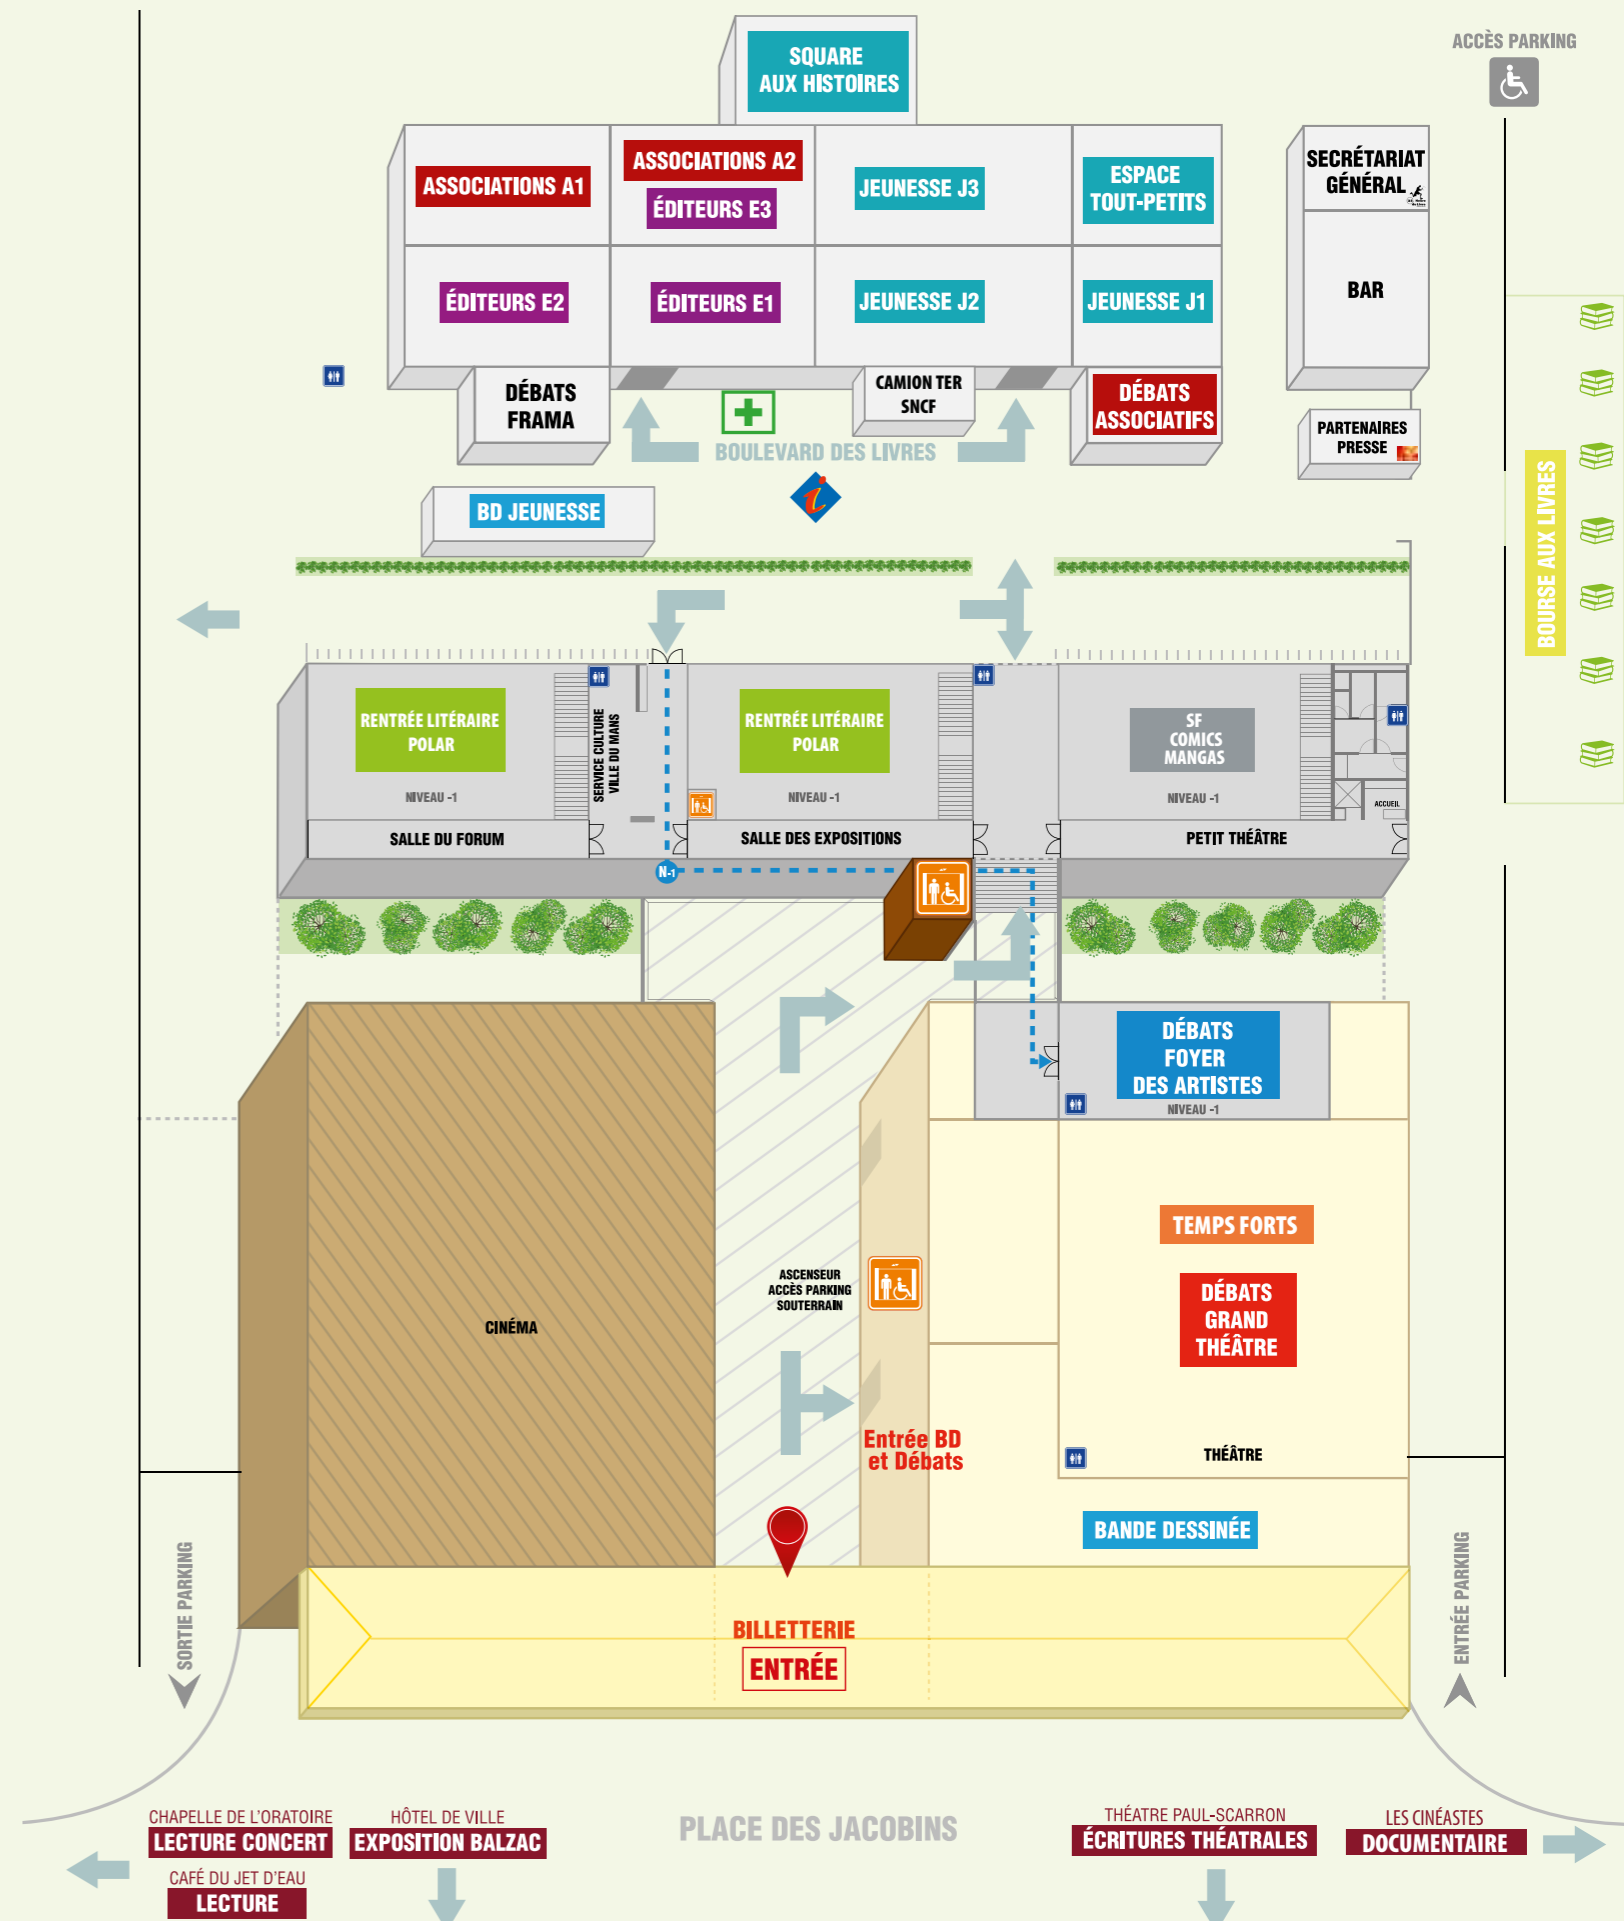 SQUARE
AUX HISTOIRES
ACCÈS PARKING
ASSOCIATIONS A1
ASSOCIATIONS A2
ÉDITEURS E3
JEUNESSE J3
ESPACE
TOUT-PETITS
SECRÉTARIAT
GÉNÉRAL
ÉDITEURS E2
ÉDITEURS E1
JEUNESSE J2
JEUNESSE J1
BAR
DÉBATS
FRAMA
CAMION TER
SNCF
DÉBATS
ASSOCIATIFS
PARTENAIRES
PRESSE
BOULEVARD DES LIVRES
i
BD JEUNESSE
BOURSE AUX LIVRES
RENTRÉE LITÉRAIRE
POLAR
NIVEAU -1
SALLE DU FORUM
SERVICE CULTURE
VILLE DU MANS
RENTRÉE LITÉRAIRE
POLAR
NIVEAU -1
SALLE DES EXPOSITIONS
SF
COMICS
MANGAS
NIVEAU -1
PETIT THÉÂTRE
ACCUEIL
N-1
DÉBATS
FOYER
DES ARTISTES
NIVEAU -1
TEMPS FORTS
DÉBATS
GRAND
THÉÂTRE
ASCENSEUR
ACCÈS PARKING
SOUTERRAIN
CINÉMA
Entrée BD
et Débats
THÉÂTRE
BANDE DESSINÉE
SORTIE PARKING
ENTRÉE PARKING
BILLETTERIE
ENTRÉE
PLACE DES JACOBINS
CHAPELLE DE L'ORATOIRE
LECTURE CONCERT
CAFÉ DU JET D'EAU
LECTURE
HÔTEL DE VILLE
EXPOSITION BALZAC
THÉATRE PAUL-SCARRON
ÉCRITURES THÉATRALES
LES CINÉASTES
DOCUMENTAIRE